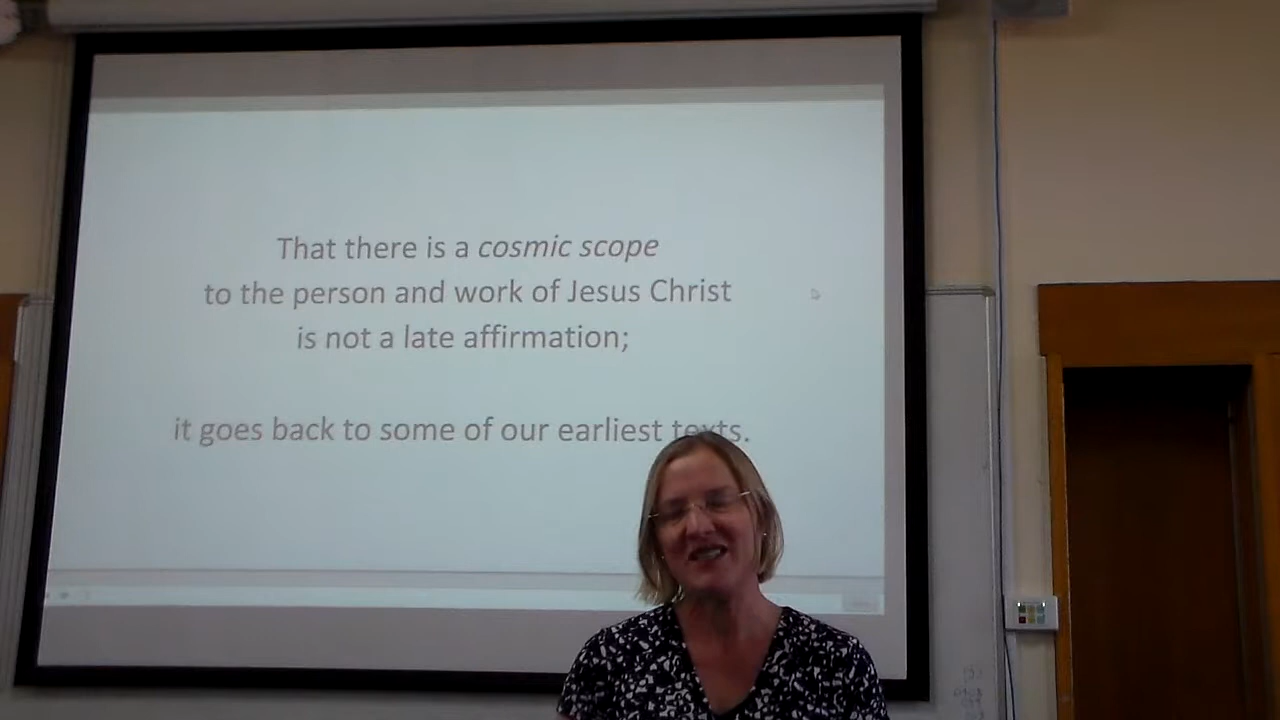 That there is a cosmic scope
to the person and work of Jesus Christ
is not a late affirmation;
it goes back to some of our earliest texts.